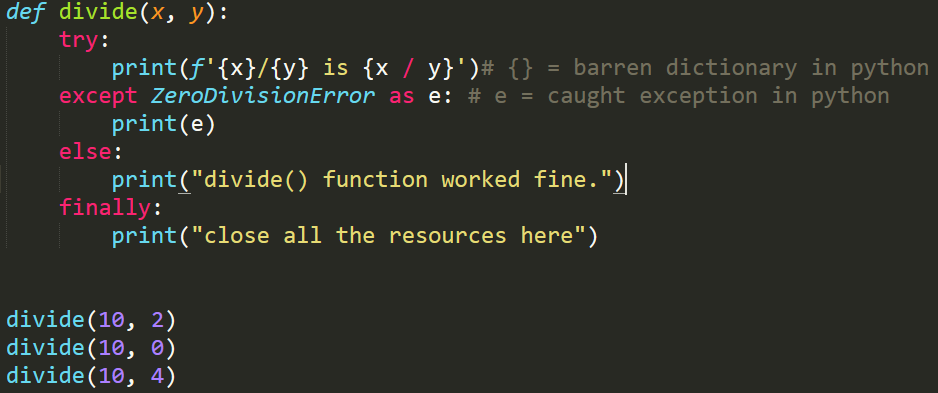 def divide(x, y):
    try:
        print(f'{x}/{y} is {x / y}')# {} = barren dictionary in python
    except ZeroDivisionError as e: # e = caught exception in python
        print(e)
    else:
        print("divide() function worked fine.")
    finally:
        print("close all the resources here")
divide(10, 2)
divide(10, 0)
divide(10, 4)